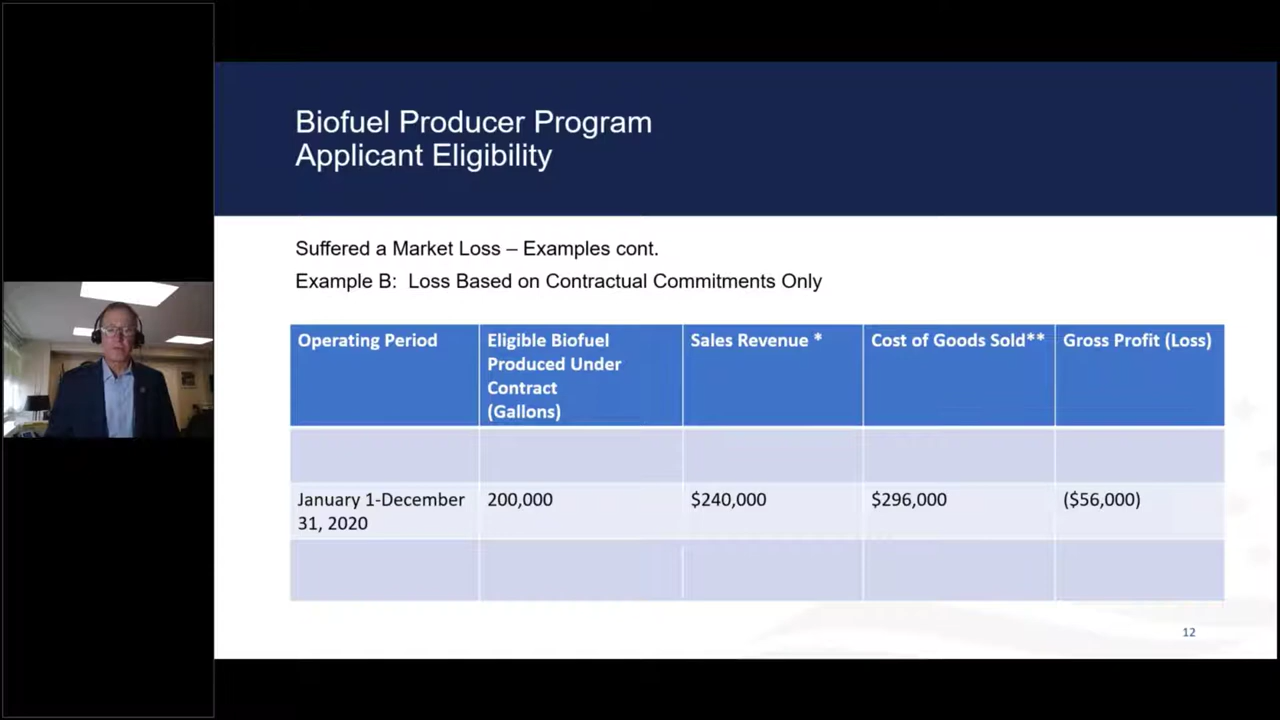 Biofuel Producer Program
Applicant Eligibility
Suffered a Market Loss – Examples cont.
Example B: Loss Based on Contractual Commitments Only
Operating Period
Eligible Biofuel
Produced Under
Contract
(Gallons)
Sales Revenue *
Cost of Goods Sold**
Gross Profit (Loss)
January 1-December
31, 2020
200,000
$240,000
$296,000
($56,000)
12